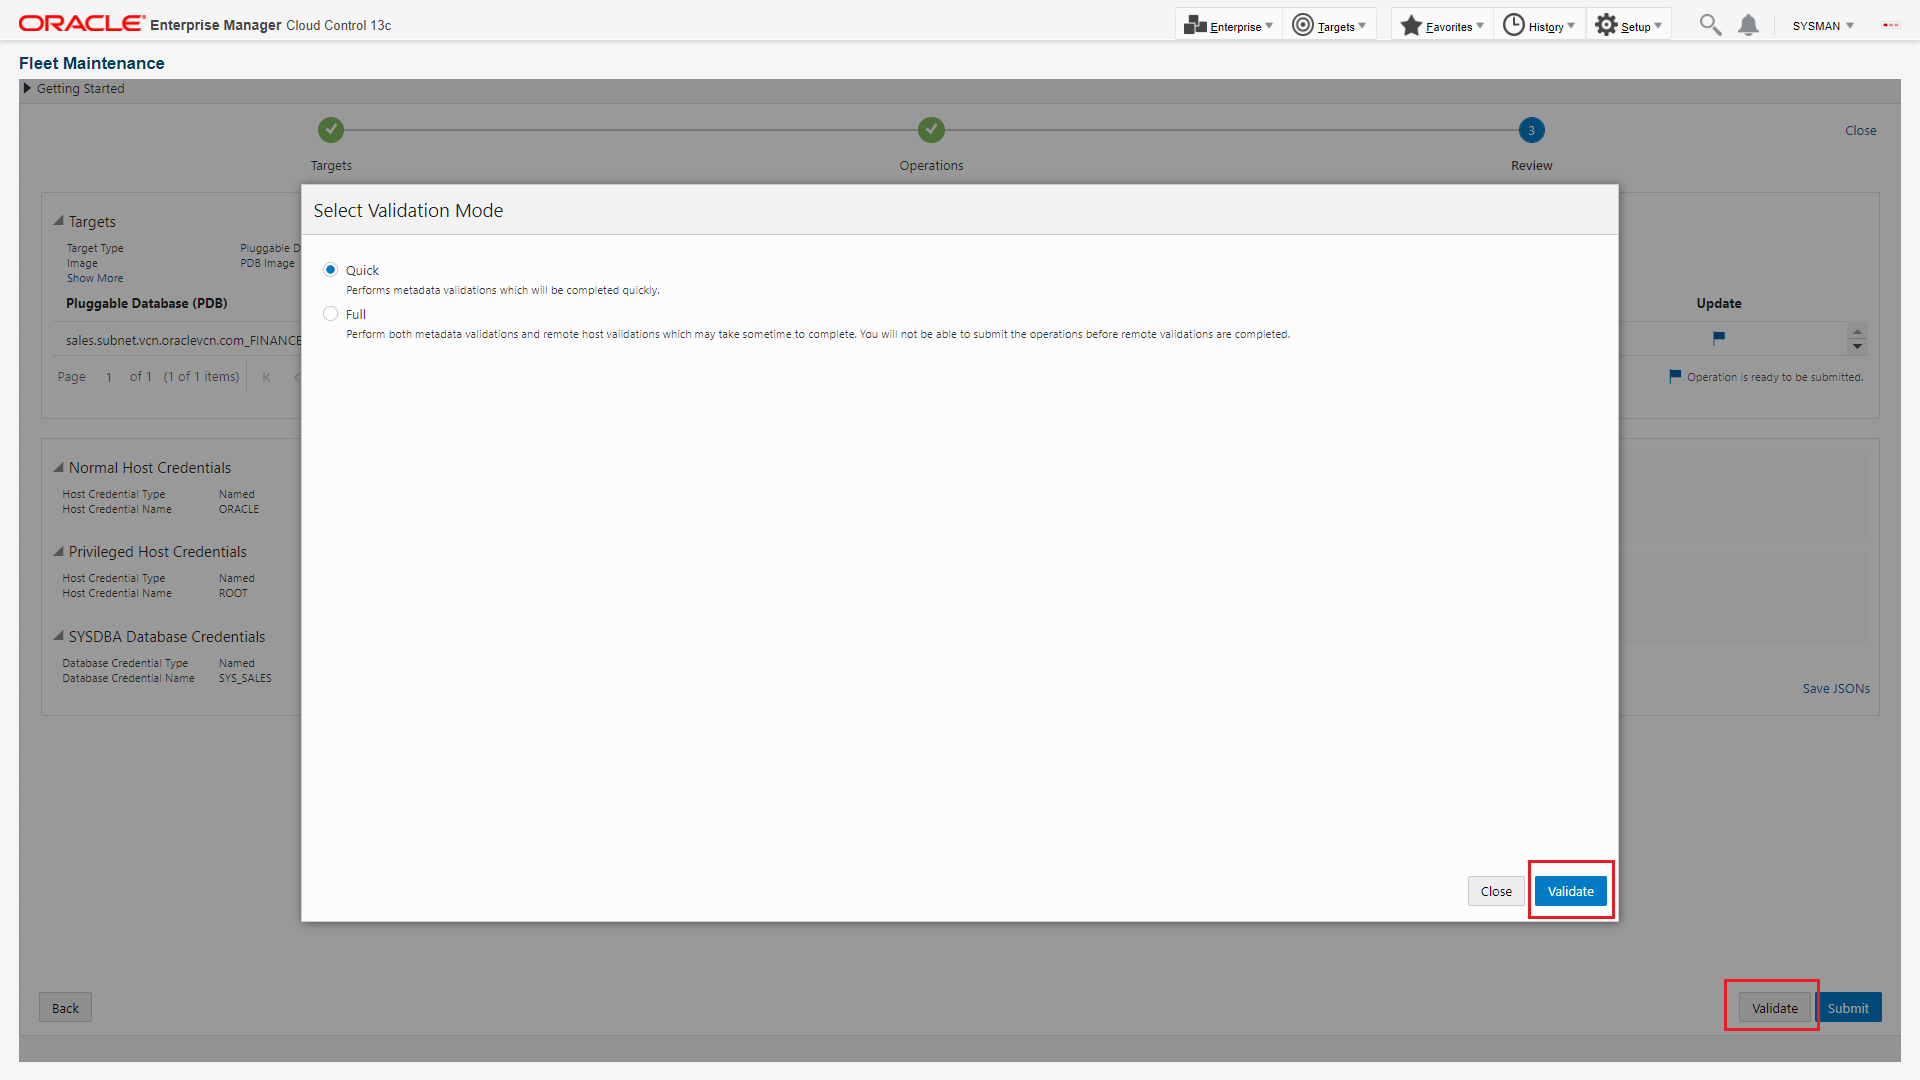 ORACLE Enterprise Manager Cloud Control 13c Enterprise Targets Favorites History Setup SYSMAN
Fleet Maintenance
Getting Started
3 Close
Targets Operations Review
Select Validation Mode
Targets
Target Type Pluggable D
Image PDB Image
Show More
Pluggable Database (PDB) Update
sales.subnet.vcn.oraclevcn.com_FINANCE
Page 1 of 1 (1 of 1 items)
Operation is ready to be submitted.
Quick
Performs metadata validations which will be completed quickly.
Full
Perform both metadata validations and remote host validations which may take sometime to complete. You will not be able to submit the operations before remote validations are completed.
Normal Host Credentials
Host Credential Type Named
Host Credential Name ORACLE
Privileged Host Credentials
Host Credential Type Named
Host Credential Name ROOT
SYSDBA Database Credentials
Database Credential Type Named
Database Credential Name SYS_SALES
Save JSONs
Close Validate
Back Validate Submit